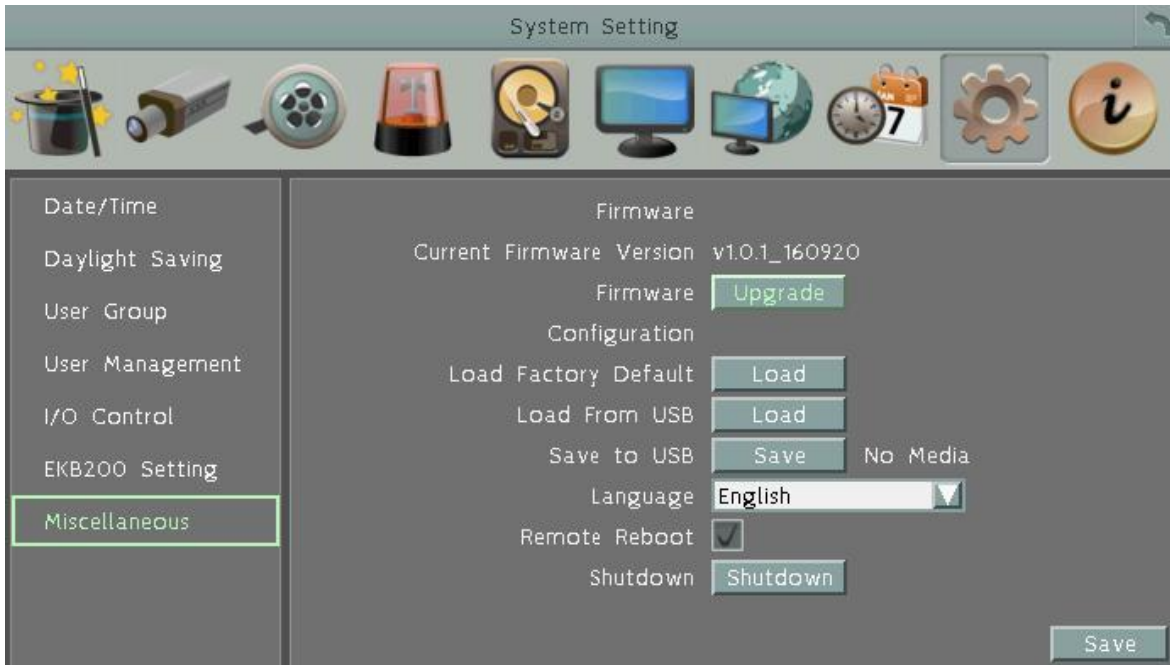 System Setting
JAN
7
i
Date/Time
Daylight Saving
User Group
User Management
I/O Control
EKB200 Setting
Miscellaneous
Firmware
Current Firmware Version v1.0.1_160920
Firmware Upgrade
Configuration
Load Factory Default Load
Load From USB Load
Save to USB Save No Media
Language English
Remote Reboot
Shutdown Shutdown
Save